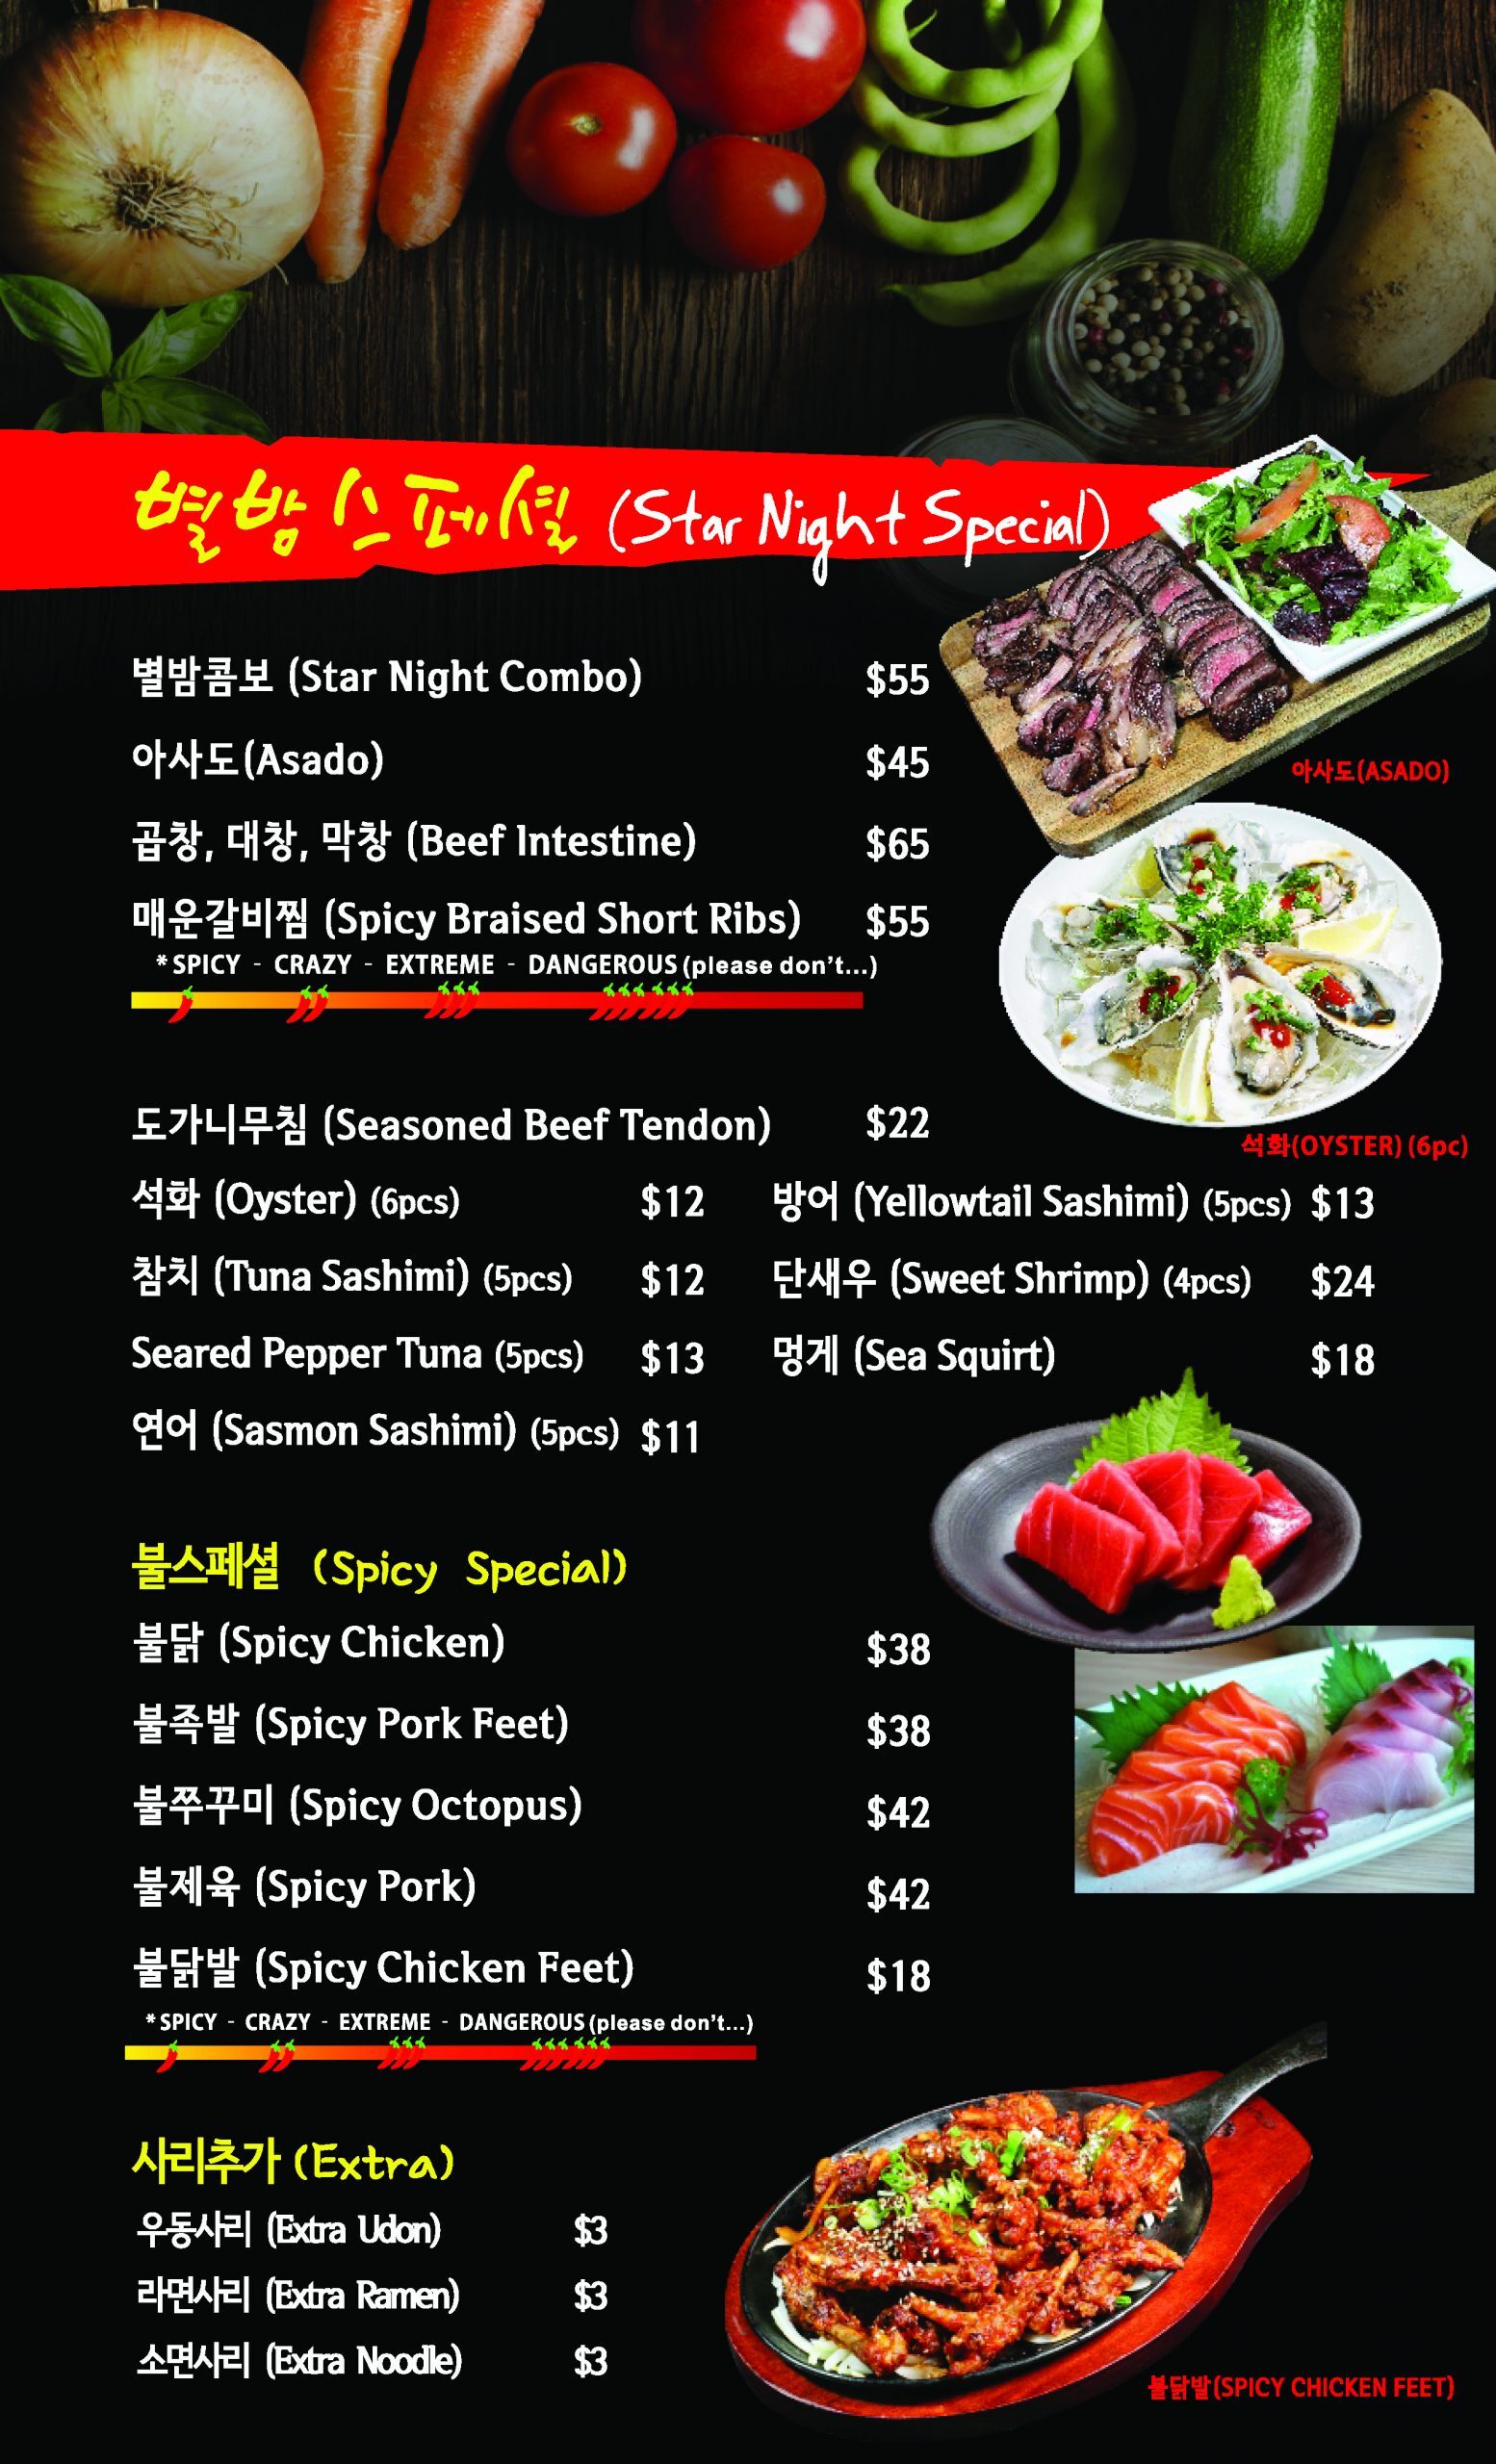 별밤스페셜 (Star Night Special)
별밤콤보 (Star Night Combo) $55
아사도(Asado) $45
아사도(ASADO)
곱창, 대창, 막창 (Beef Intestine) $65
매운갈비찜 (Spicy Braised Short Ribs) $55
*SPICY - CRAZY - EXTREME - DANGEROUS (please don't...)
도가니무침 (Seasoned Beef Tendon) $22
석화(OYSTER) (6pc)
석화 (Oyster) (6pcs) $12
참치 (Tuna Sashimi) (5pcs) $12
Seared Pepper Tuna (5pcs) $13
연어 (Sasmon Sashimi) (5pcs) $11
방어 (Yellowtail Sashimi) (5pcs) $13
단새우 (Sweet Shrimp) (4pcs) $24
멍게 (Sea Squirt) $18
불스페셜 (Spicy Special)
불닭 (Spicy Chicken) $38
불족발 (Spicy Pork Feet) $38
불쭈꾸미 (Spicy Octopus) $42
불제육 (Spicy Pork) $42
불닭발 (Spicy Chicken Feet) $18
*SPICY - CRAZY - EXTREME - DANGEROUS (please don't...)
사리추가 (Extra)
우동사리 (Extra Udon) $3
라면사리 (Extra Ramen) $3
소면사리 (Extra Noodle) $3
불닭발(SPICY CHICKEN FEET)